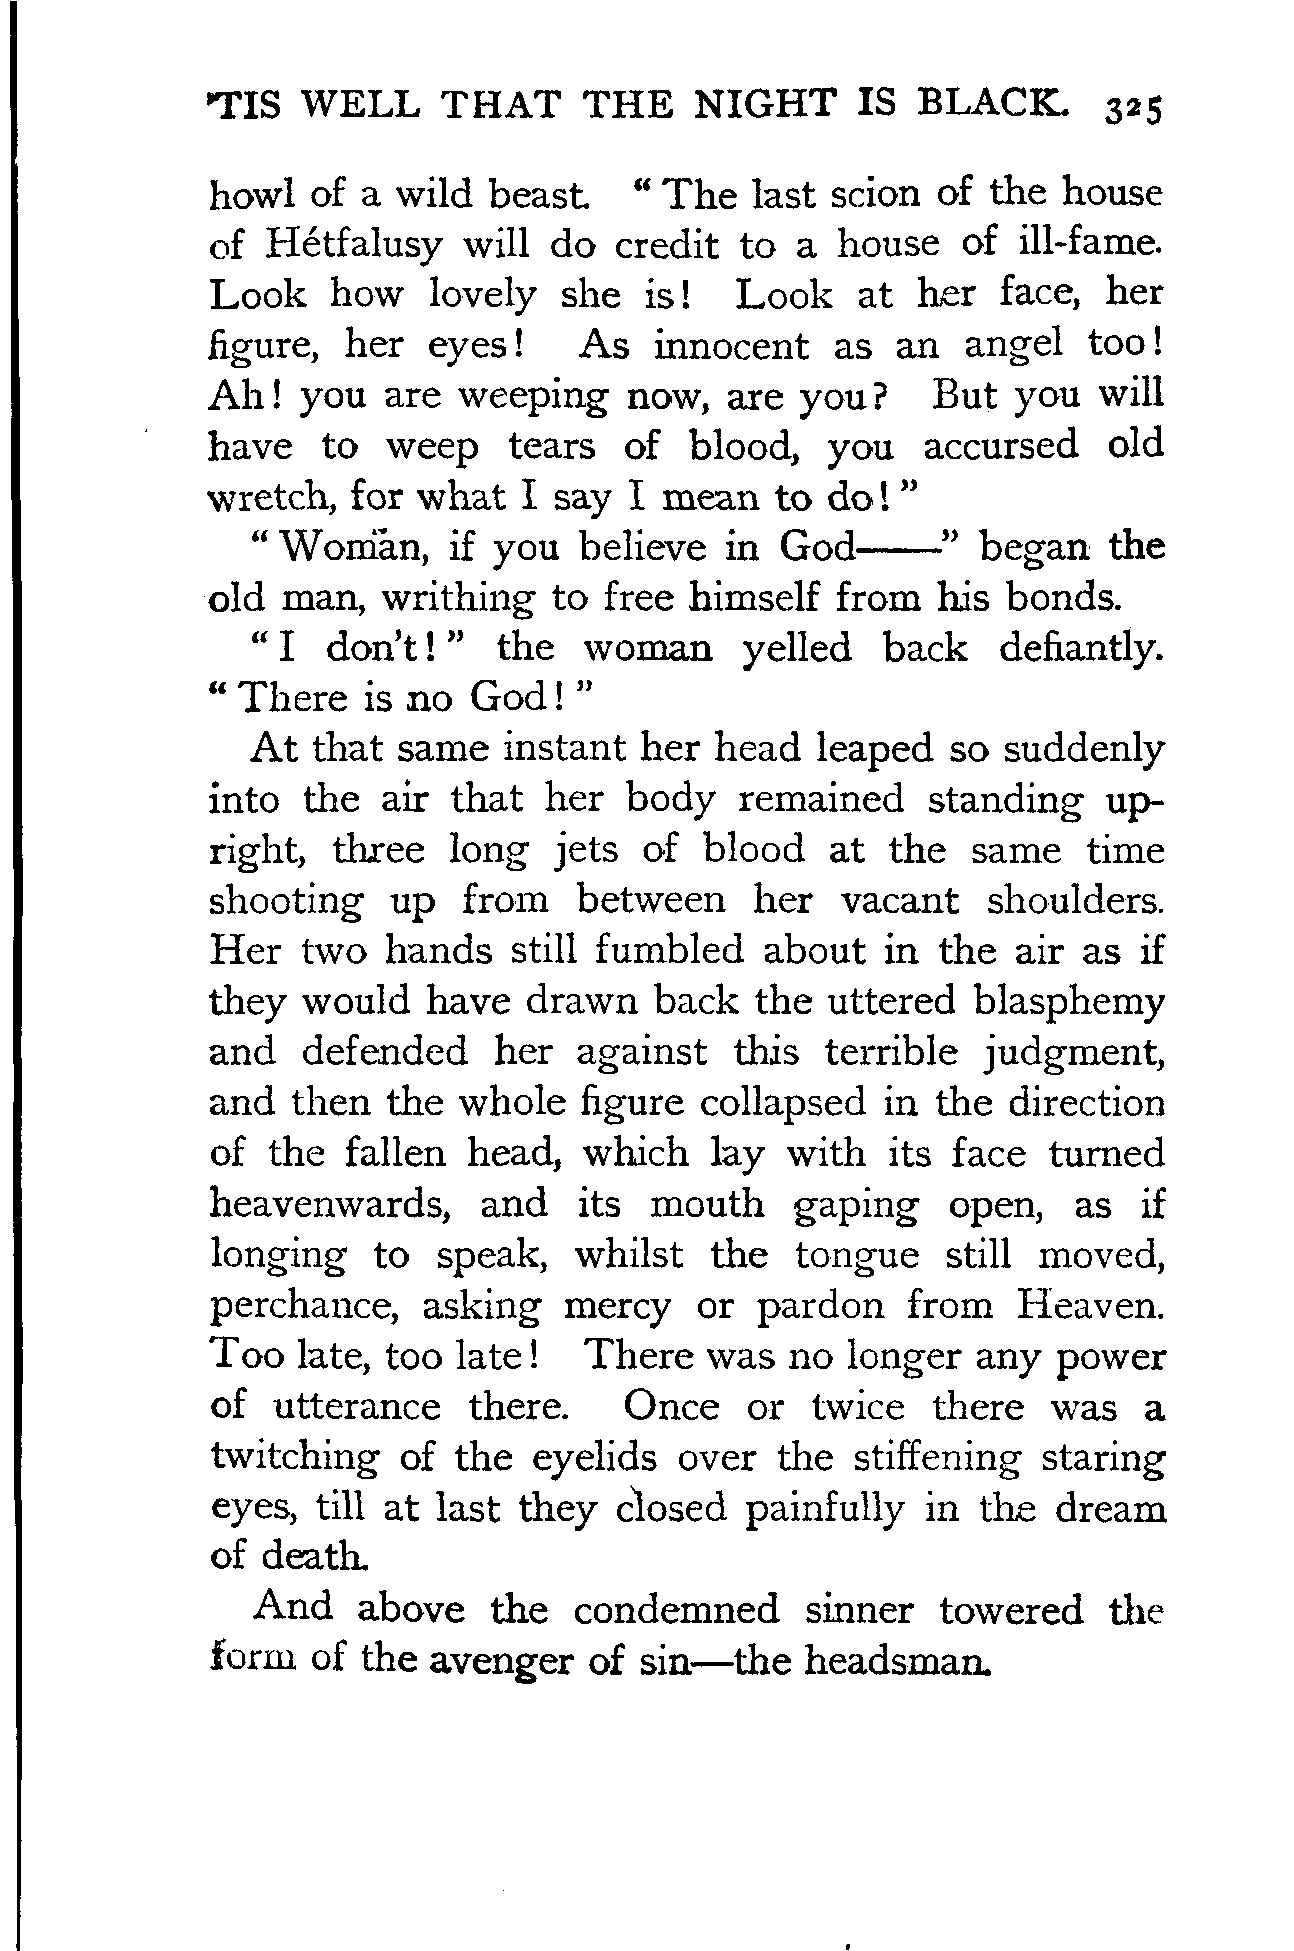 'TIS WELL THAT THE NIGHT IS BLACK. 325
howl of a wild beast. "The last scion of the house
of Hétfalusy will do credit to a house of ill-fame.
Look how lovely she is! Look at her face, her
figure, her eyes! As innocent as an angel too!
Ah! you are weeping now, are you? But you will
have to weep tears of blood, you accursed old
wretch, for what I say I mean to do!"
"Woman, if you believe in God——" began the
old man, writhing to free himself from his bonds.
"I don't!" the woman yelled back defiantly.
"There is no God!"
At that same instant her head leaped so suddenly
into the air that her body remained standing up-
right, three long jets of blood at the same time
shooting up from between her vacant shoulders.
Her two hands still fumbled about in the air as if
they would have drawn back the uttered blasphemy
and defended her against this terrible judgment,
and then the whole figure collapsed in the direction
of the fallen head, which lay with its face turned
heavenwards, and its mouth gaping open, as if
longing to speak, whilst the tongue still moved,
perchance, asking mercy or pardon from Heaven.
Too late, too late! There was no longer any power
of utterance there. Once or twice there was a
twitching of the eyelids over the stiffening staring
eyes, till at last they closed painfully in the dream
of death.
And above the condemned sinner towered the
form of the avenger of sin—the headsman.